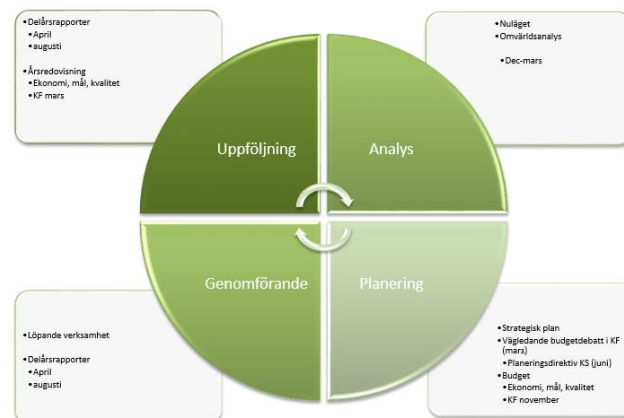 •Delårsrapporter
•April
•augusti
•Årsredovisning
•Ekonomi, mål, kvalitet
•KF mars
•Nuläget
•Omvärldsanalys
•Dec-mars
Uppföljning
Analys
Genomförande
Planering
•Löpande verksamhet
•Delårsrapporter
•April
•augusti
•Strategisk plan
•Vägledande budgetdebatt i KF
(mars)
•Planeringsdirektiv KS (juni)
•Budget
•Ekonomi, mål, kvalitet
•KF november